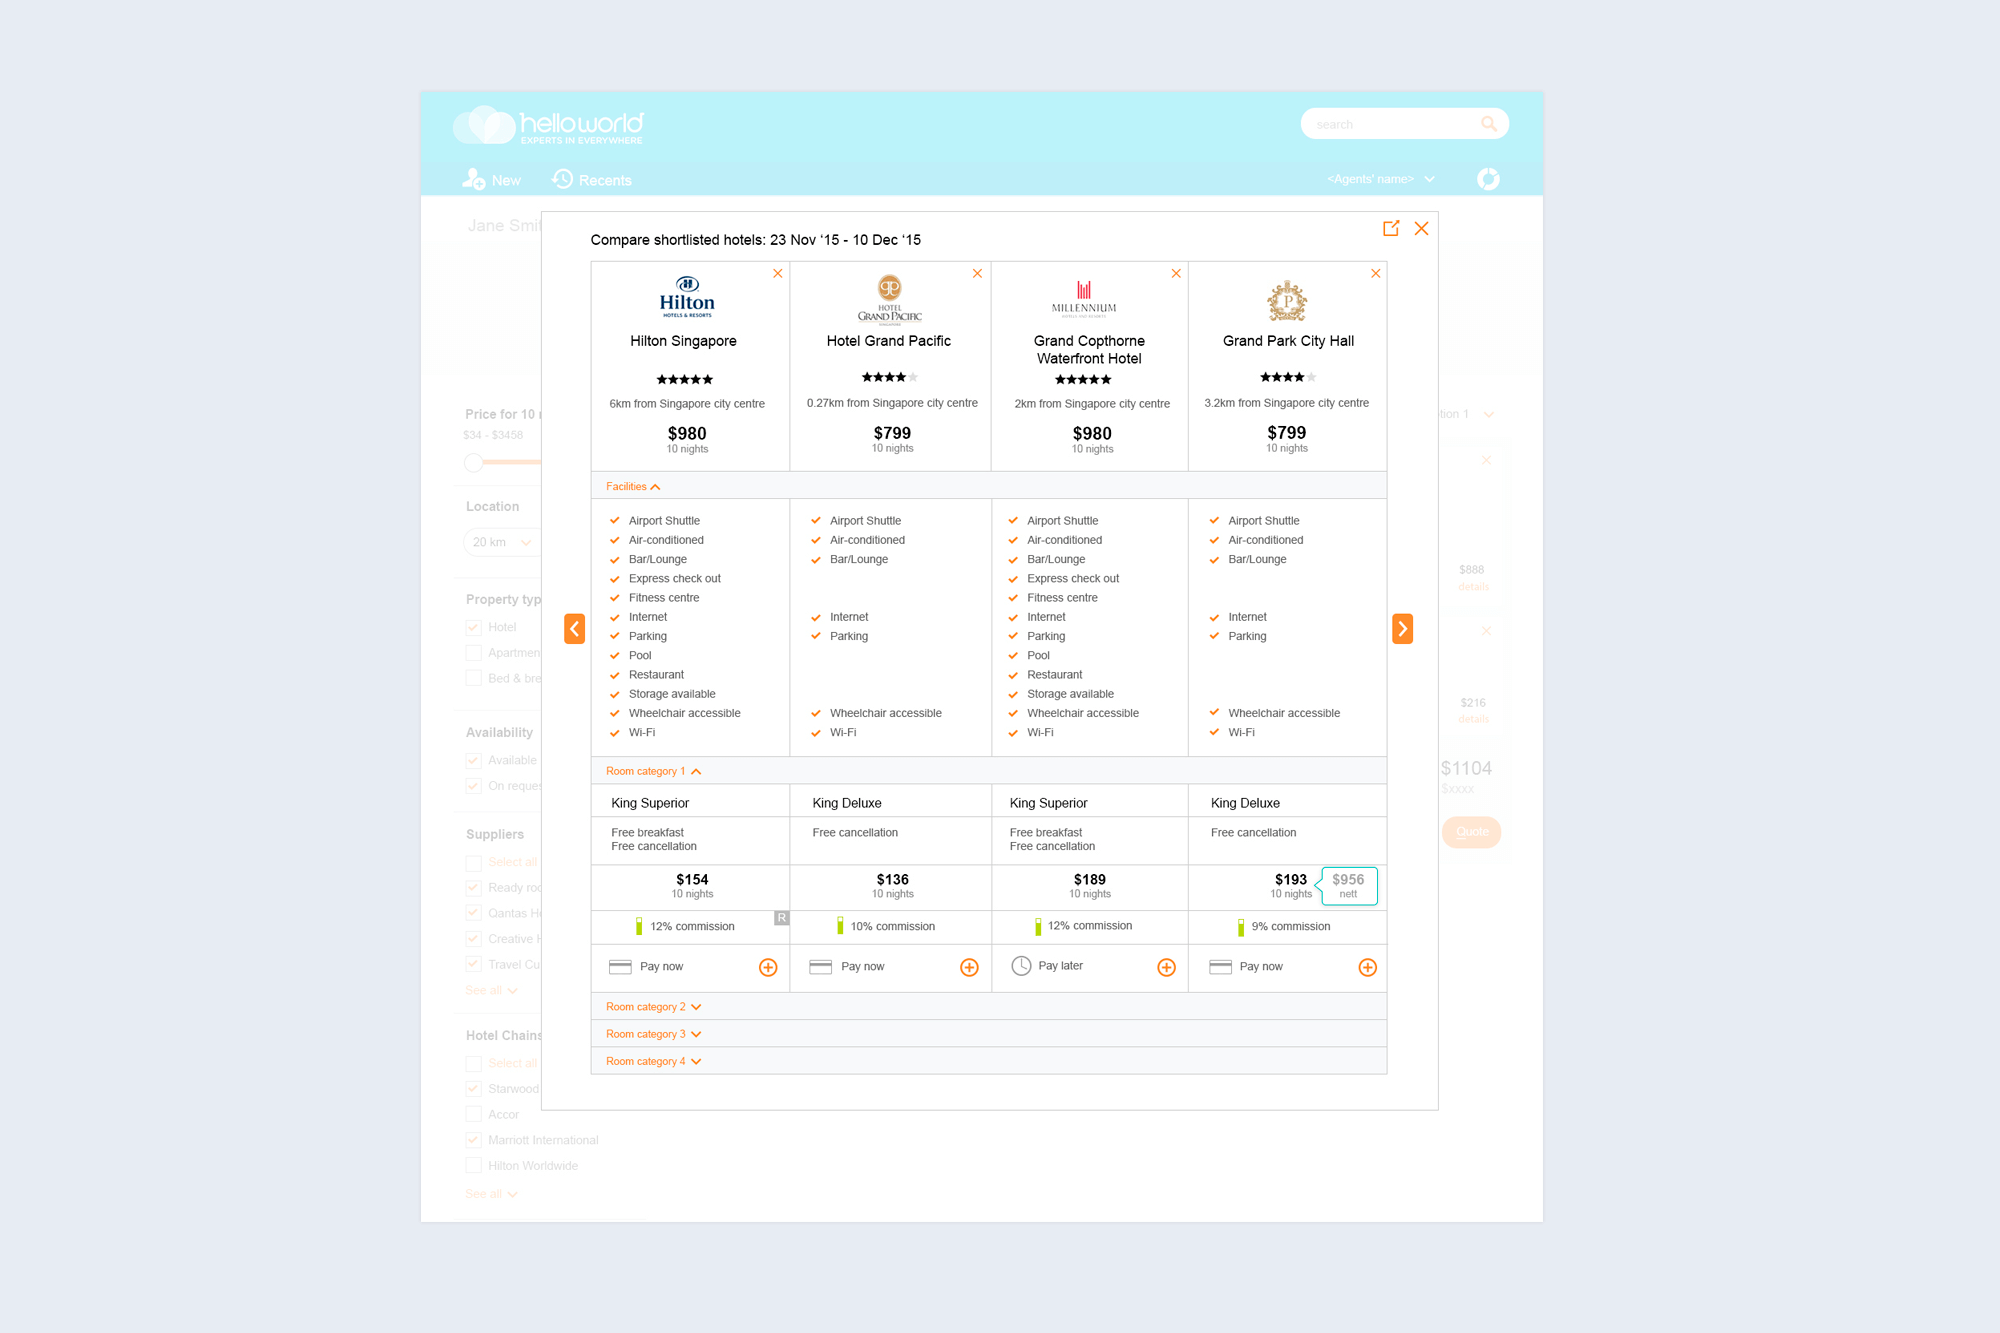 helloworld
EXPERTS IN EVERYWHERE
search
New
Recents
<Agents' name>
Jane Smit
Compare shortlisted hotels: 23 Nov ‘15 - 10 Dec ‘15
Hilton
HOTELS & RESORTS
Hilton Singapore
6km from Singapore city centre
$980
10 nights
HOTEL
GRAND PACIFIC
SINGAPORE
Hotel Grand Pacific
0.27km from Singapore city centre
$799
10 nights
MILLENNIUM
HOTELS AND RESORTS
Grand Copthorne
Waterfront Hotel
2km from Singapore city centre
$980
10 nights
P
Grand Park City Hall
3.2km from Singapore city centre
$799
10 nights
Facilities
Airport Shuttle
Air-conditioned
Bar/Lounge
Express check out
Fitness centre
Internet
Parking
Pool
Restaurant
Storage available
Wheelchair accessible
Wi-Fi
Airport Shuttle
Air-conditioned
Bar/Lounge
Internet
Parking
Wheelchair accessible
Wi-Fi
Airport Shuttle
Air-conditioned
Bar/Lounge
Express check out
Fitness centre
Internet
Parking
Pool
Restaurant
Storage available
Wheelchair accessible
Wi-Fi
Airport Shuttle
Air-conditioned
Bar/Lounge
Internet
Parking
Wheelchair accessible
Wi-Fi
Room category 1
King Superior
King Deluxe
King Superior
King Deluxe
Free breakfast
Free cancellation
Free cancellation
Free breakfast
Free cancellation
Free cancellation
$154
10 nights
$136
10 nights
$189
10 nights
$193
10 nights
$956
nett
12% commission
R
10% commission
12% commission
9% commission
Pay now
Pay now
Pay later
Pay now
Room category 2
Room category 3
Room category 4
Price for 10
$34 - $3458
Location
20 km
Property typ
Hotel
Apartmen
Bed & bre
Availability
Available
On reques
Suppliers
Select all
Ready roo
Qantas H
Creative H
Travel Cu
See all
Hotel Chains
Select all
Starwood
Accor
Marriott International
Hilton Worldwide
See all
tion 1
$888
details
$216
details
$1104
$xxxx
Quote